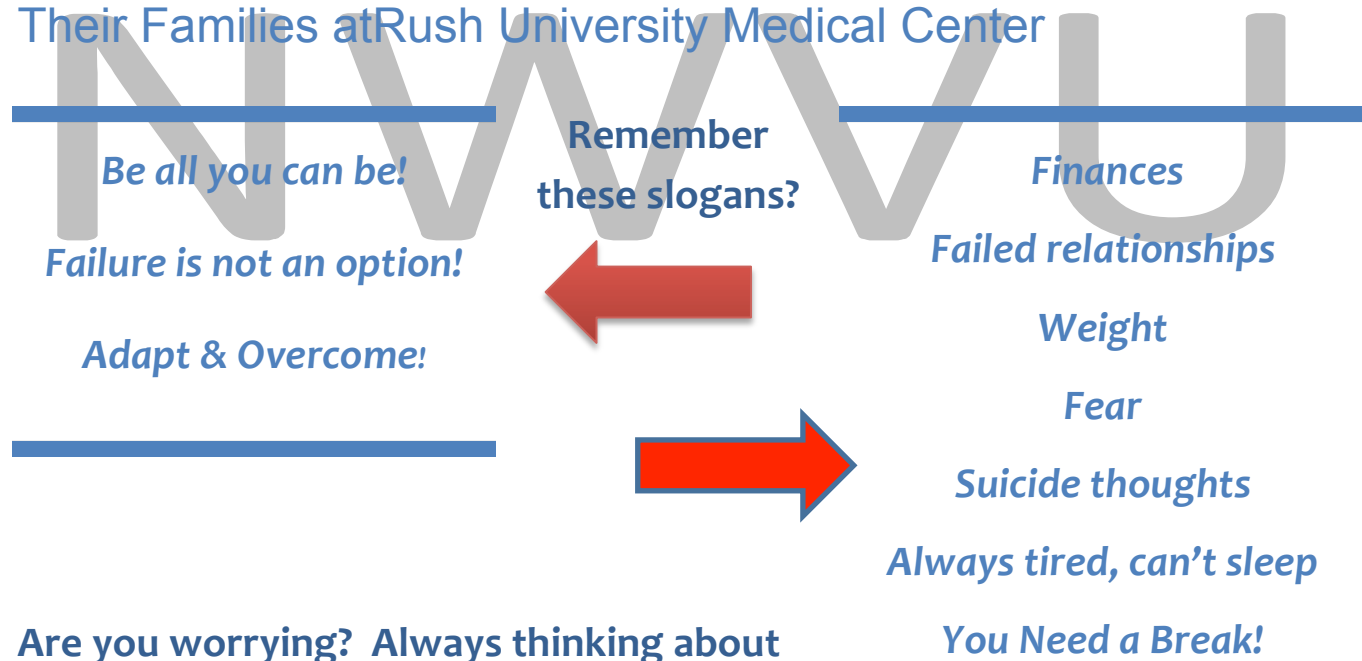 Their Families atRush University Medical Center
NWVU
Be all you can be!
Failure is not an option!
Adapt & Overcome!
Remember
these slogans?
Finances
Failed relationships
Weight
Fear
Suicide thoughts
Always tired, can't sleep
You Need a Break!
Are you worrying? Always thinking about